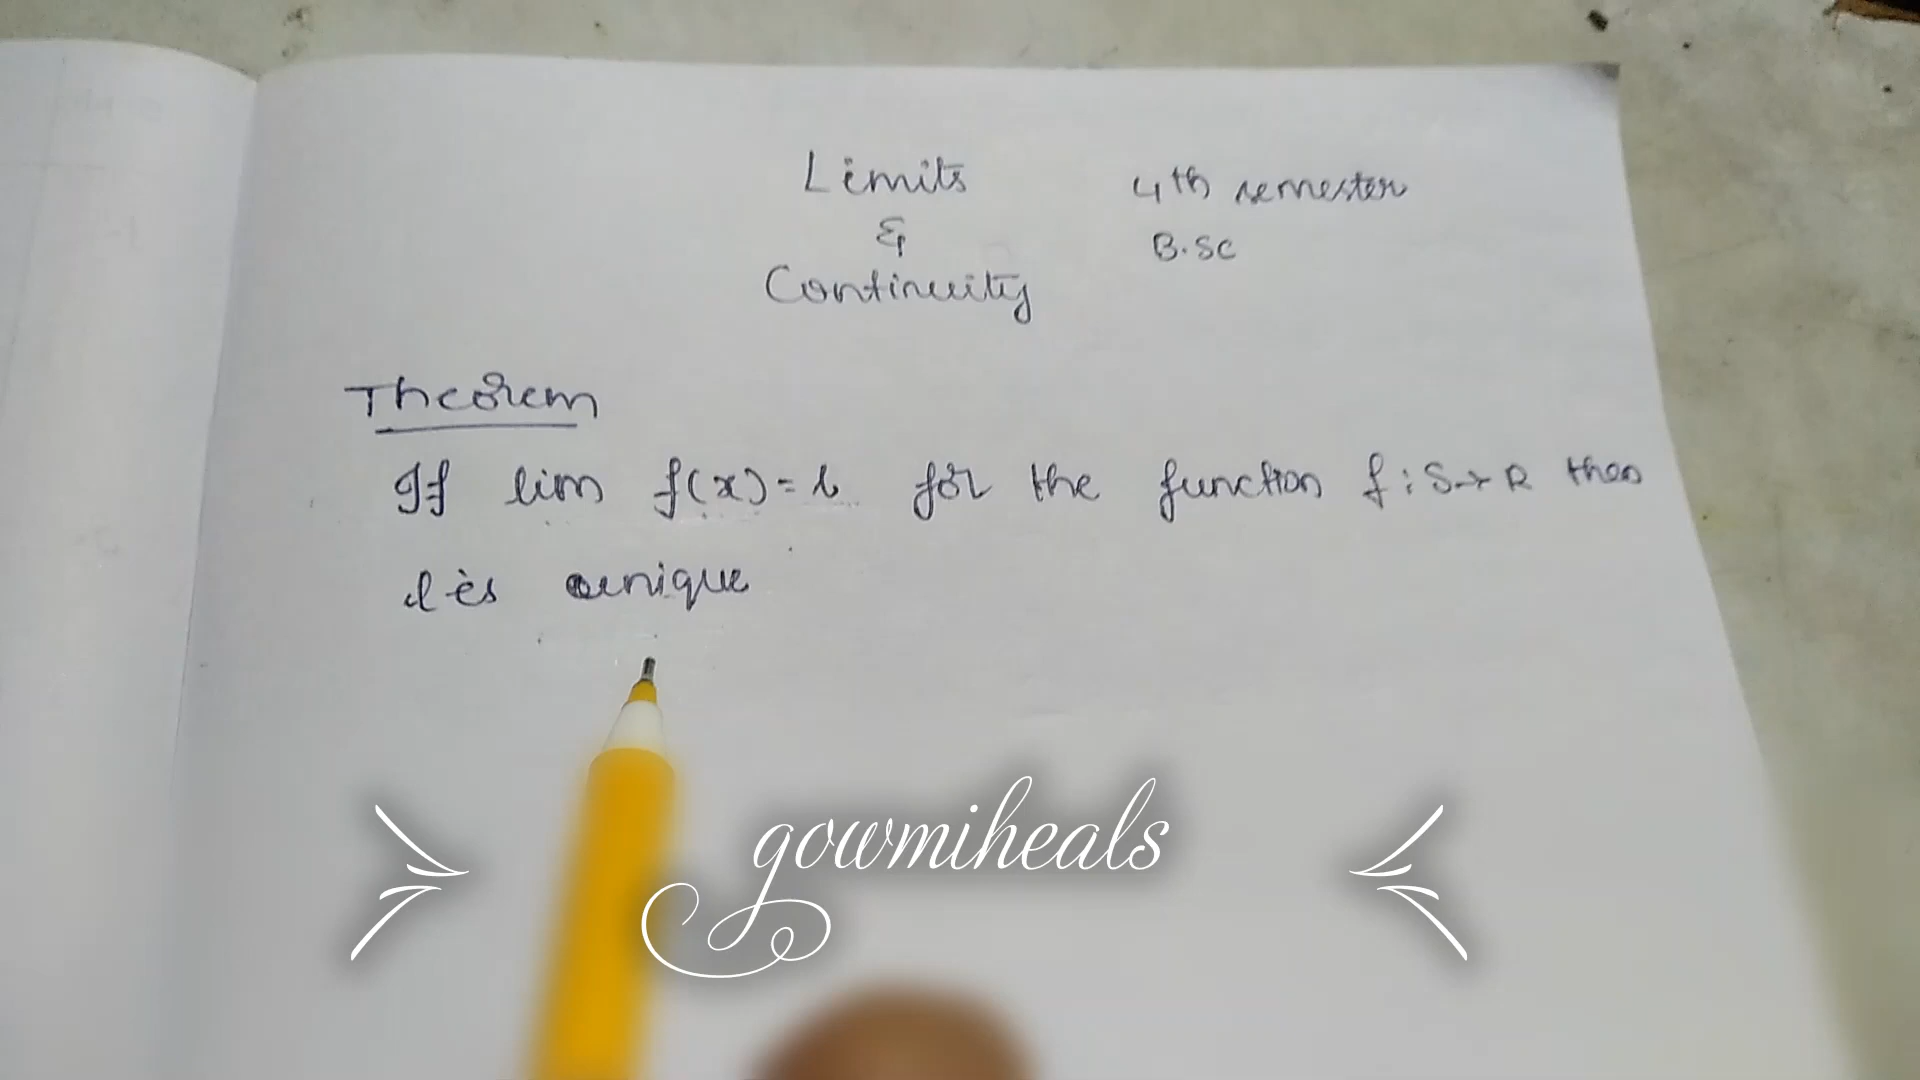 Limits
&
Continuity
4th semester
B.SC
Theorem
If lim f(x) = l for the function f : S → R then
l is unique
gowmiheals